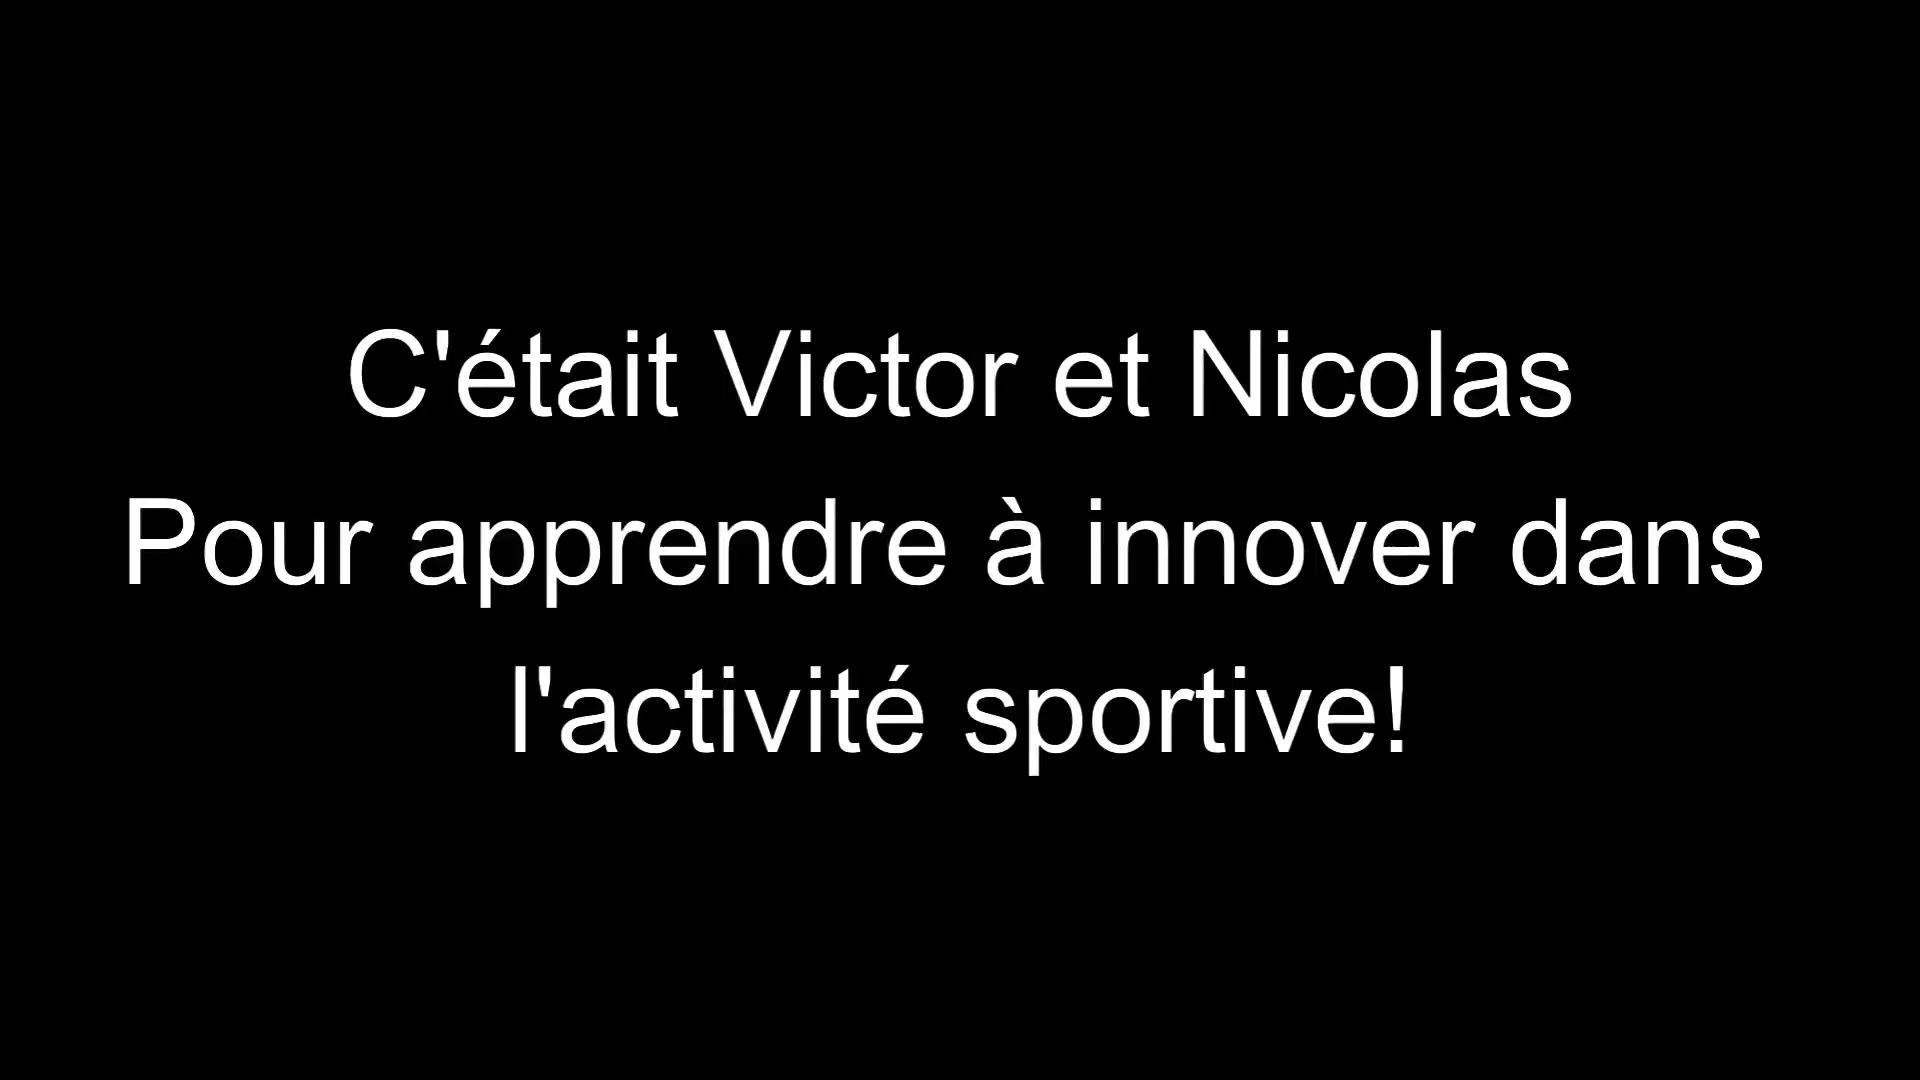 C'était Victor et Nicolas
Pour apprendre à innover dans
l'activité sportive!